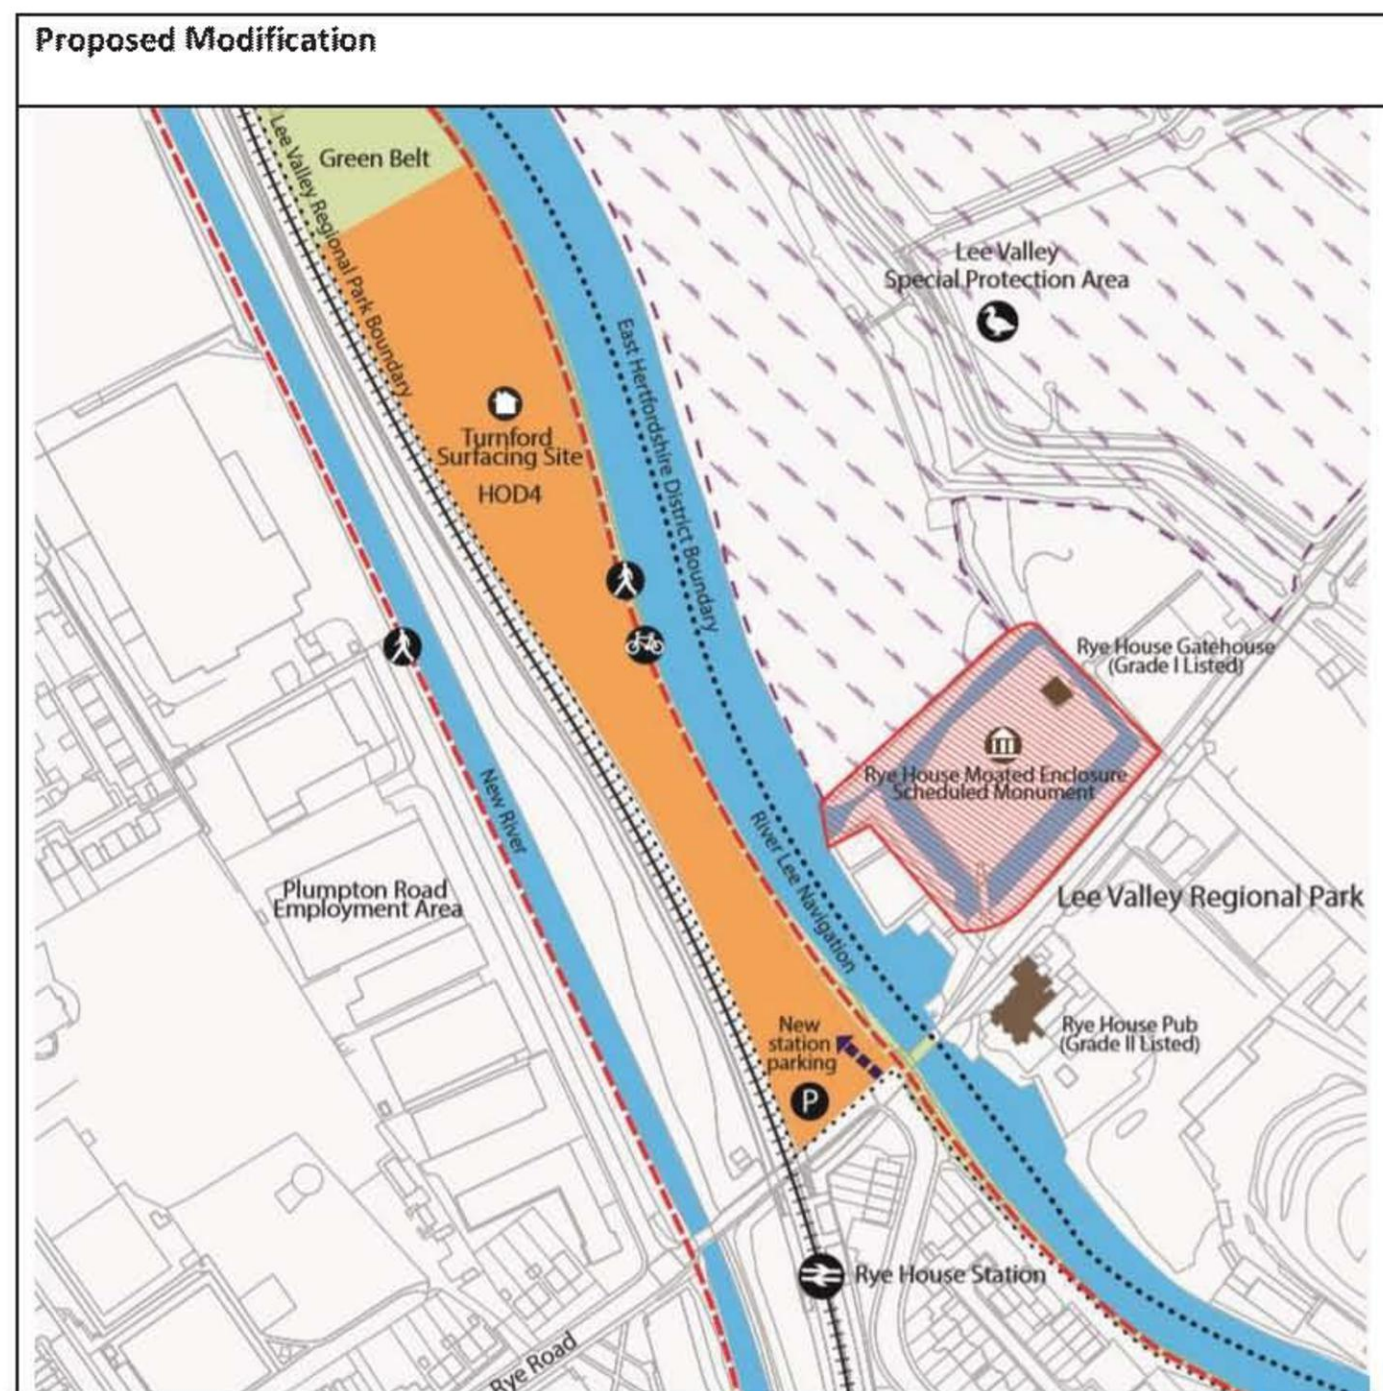 Proposed Modification
Green Belt
Lee Valley Regional Park Boundary
Lee Valley
Special Protection Area
East Hertfordshire District Boundary
Turnford
Surfacing Site
HOD4
Rye House Gatehouse
(Grade I Listed)
Rye House Moated Enclosure
Scheduled Monument
New River
River Lee Navigation
Plumpton Road
Employment Area
Lee Valley Regional Park
New
station
parking
P
Rye House Pub
(Grade II Listed)
Rye House Station
Rye Road